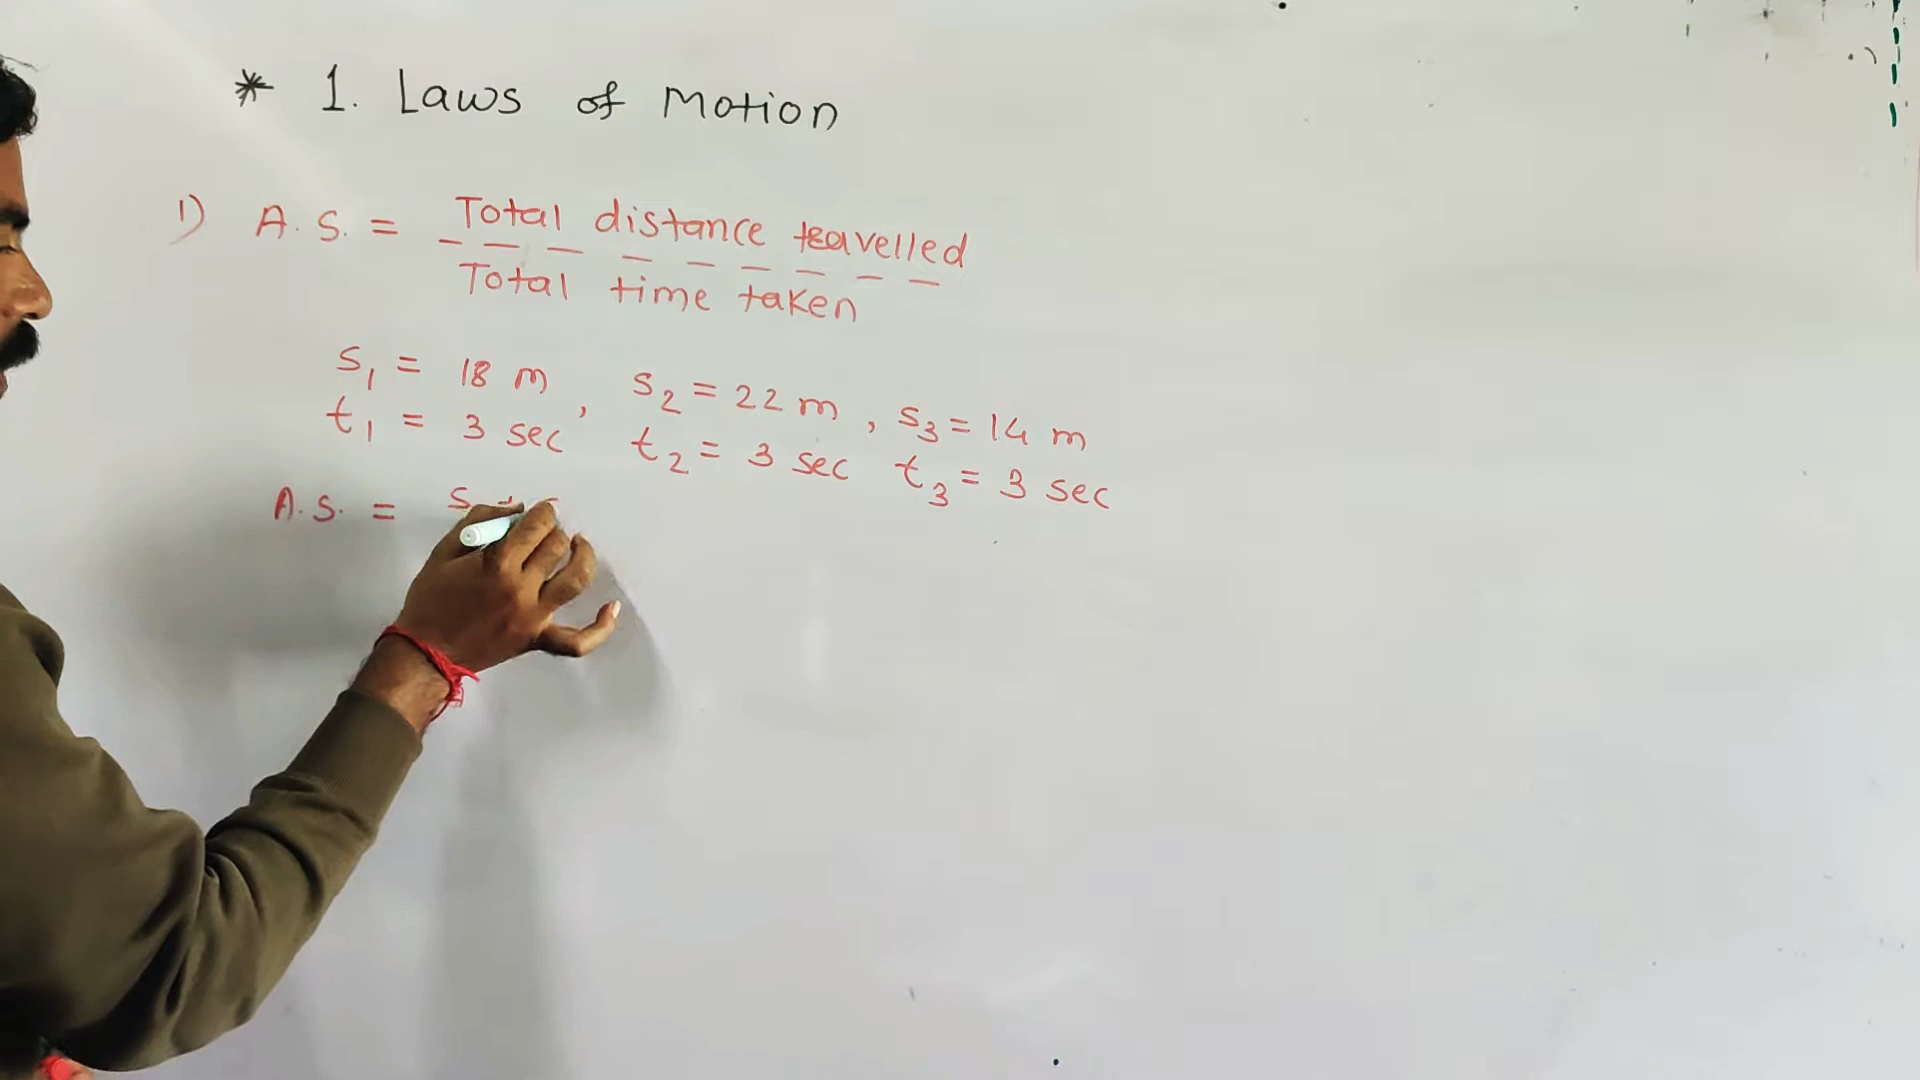 * 1. Laws of Motion
1) A.S. = Total distance travelled
Total time taken
s₁ = 18 m , s₂ = 22 m , s₃ = 14 m
t₁ = 3 sec t₂ = 3 sec t₃ = 3 sec
A.S. = s +